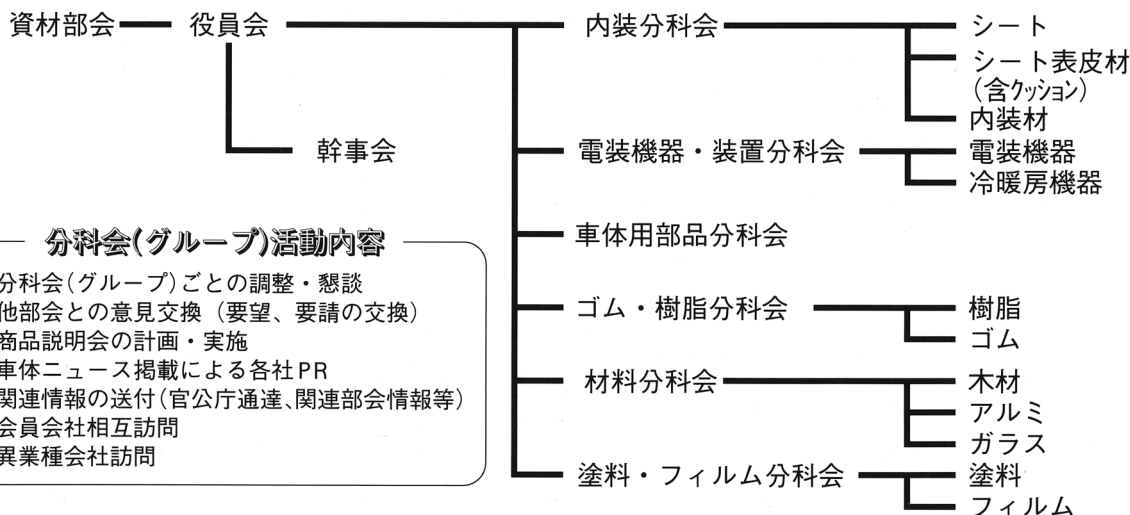 資材部会 役員会 内装分科会 シート
シート表皮材
(含クッション)
内装材
幹事会 電装機器・装置分科会 電装機器
冷暖房機器
車体用部品分科会
ゴム・樹脂分科会 樹脂
ゴム
材料分科会 木材
アルミ
ガラス
塗料・フィルム分科会 塗料
フィルム
分科会(グループ)活動内容
分科会(グループ)ごとの調整・懇談
他部会との意見交換(要望、要請の交換)
商品説明会の計画・実施
車体ニュース掲載による各社PR
関連情報の送付(官公庁通達、関連部会情報等)
会員会社相互訪問
異業種会社訪問